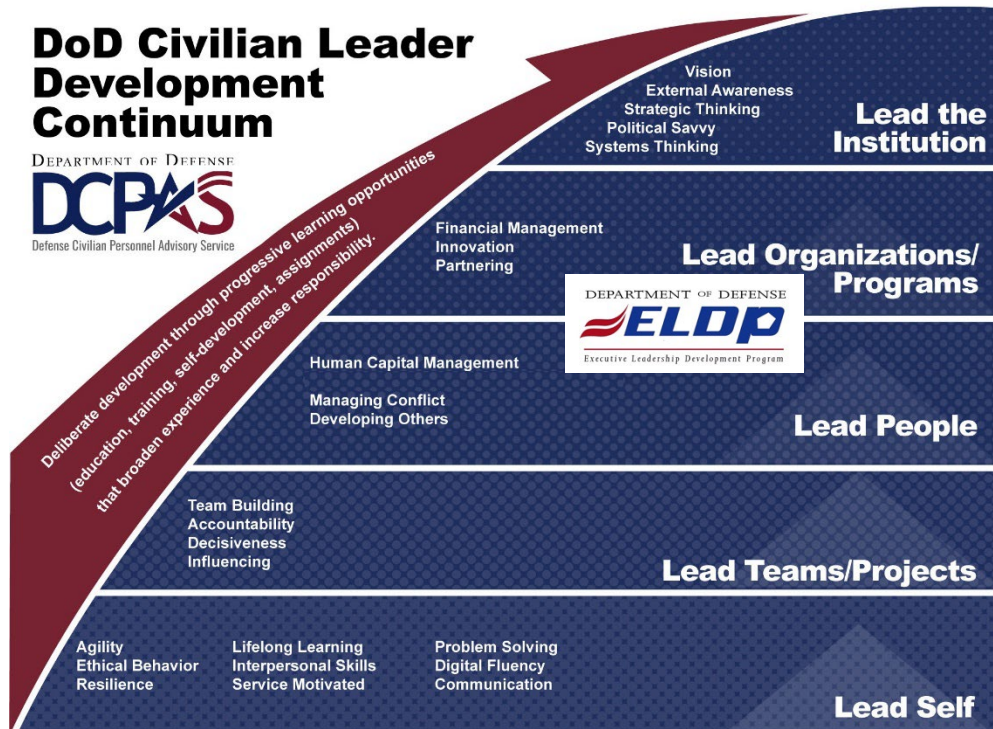 DoD Civilian Leader
Development
Continuum
DEPARTMENT OF DEFENSE
DCPAS
Defense Civilian Personnel Advisory Service
Deliberate development through progressive learning opportunities
(education, training, self-development, assignments)
that broaden experience and increase responsibility.
Vision
External Awareness
Strategic Thinking
Political Savvy
Systems Thinking
Lead the
Institution
Financial Management
Innovation
Partnering
Lead Organizations/
Programs
DEPARTMENT OF DEFENSE
ELDP
Executive Leadership Development Program
Human Capital Management
Managing Conflict
Developing Others
Lead People
Team Building
Accountability
Decisiveness
Influencing
Lead Teams/Projects
Agility
Ethical Behavior
Resilience
Lifelong Learning
Interpersonal Skills
Service Motivated
Problem Solving
Digital Fluency
Communication
Lead Self